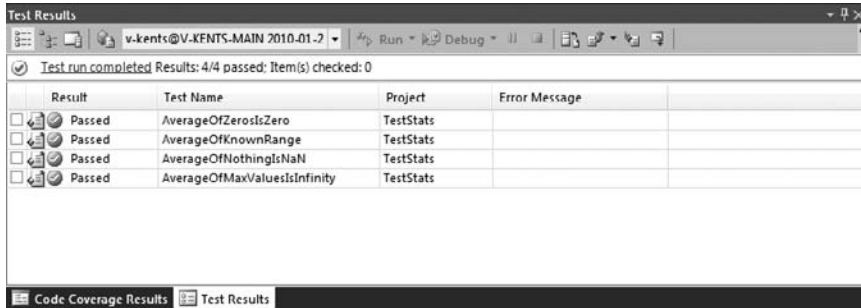 Test Results
v-kents@V-KENTS-MAIN 2010-01-2 Run Debug
Test run completed Results: 4/4 passed; Item(s) checked: 0
Result Test Name Project Error Message
Passed AverageOfZerosIsZero TestStats
Passed AverageOfKnownRange TestStats
Passed AverageOfNothingIsNaN TestStats
Passed AverageOfMaxValuesIsInfinity TestStats
Code Coverage Results Test Results